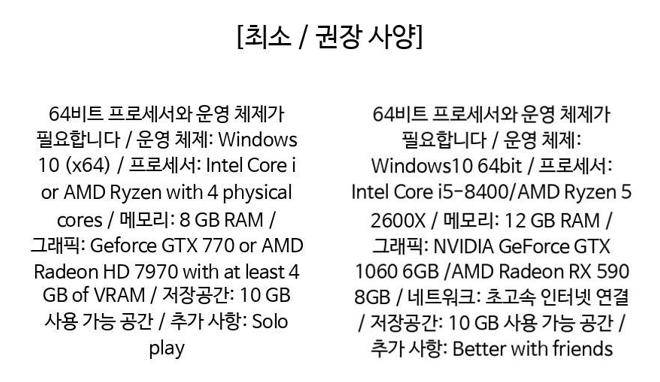 [최소 / 권장 사양]
64비트 프로세서와 운영 체제가
필요합니다 / 운영 체제: Windows
10 (x64) / 프로세서: Intel Core i
or AMD Ryzen with 4 physical
cores / 메모리: 8 GB RAM /
그래픽: Geforce GTX 770 or AMD
Radeon HD 7970 with at least 4
GB of VRAM / 저장공간: 10 GB
사용 가능 공간 / 추가 사항: Solo
play
64비트 프로세서와 운영 체제가
필요합니다 / 운영 체제:
Windows10 64bit / 프로세서:
Intel Core i5-8400/AMD Ryzen 5
2600X / 메모리: 12 GB RAM /
그래픽: NVIDIA GeForce GTX
1060 6GB /AMD Radeon RX 590
8GB / 네트워크: 초고속 인터넷 연결
/ 저장공간: 10 GB 사용 가능 공간 /
추가 사항: Better with friends